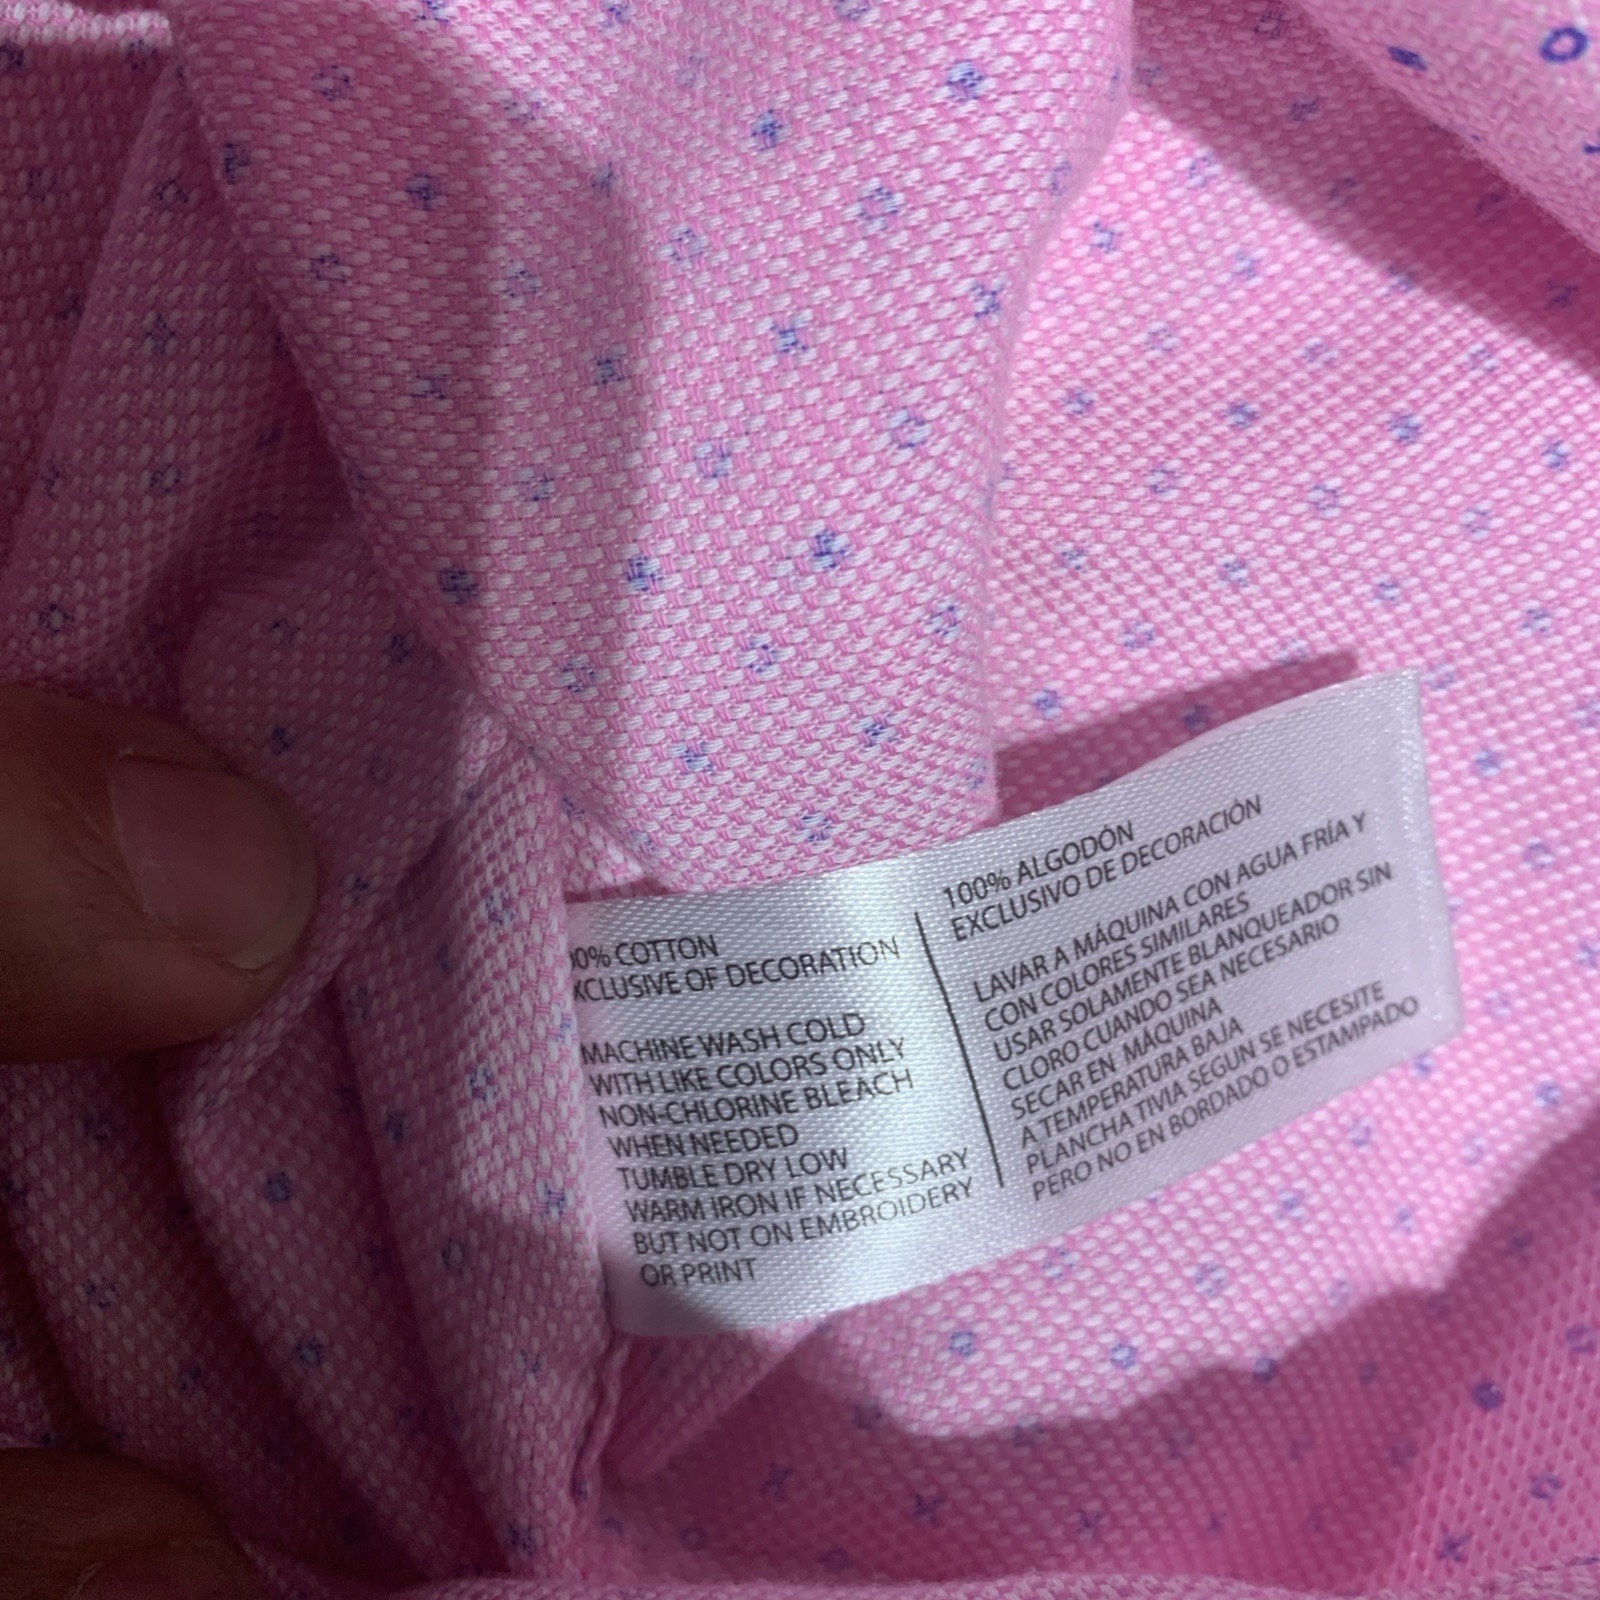 00% COTTON
XCLUSIVE OF DECORATION
MACHINE WASH COLD
WITH LIKE COLORS ONLY
NON-CHLORINE BLEACH
WHEN NEEDED
TUMBLE DRY LOW
WARM IRON IF NECESSARY
BUT NOT ON EMBROIDERY
OR PRINT
100% ALGODÓN
EXCLUSIVO DE DECORACIÓN
LAVAR A MÁQUINA CON AGUA FRÍA Y
CON COLORES SIMILARES
USAR SOLAMENTE BLANQUEADOR SIN
CLORO CUANDO SEA NECESARIO
SECAR EN MÁQUINA
A TEMPERATURA BAJA
PLANCHA TIVIA SEGUN SE NECESITE
PERO NO EN BORDADO O ESTAMPADO